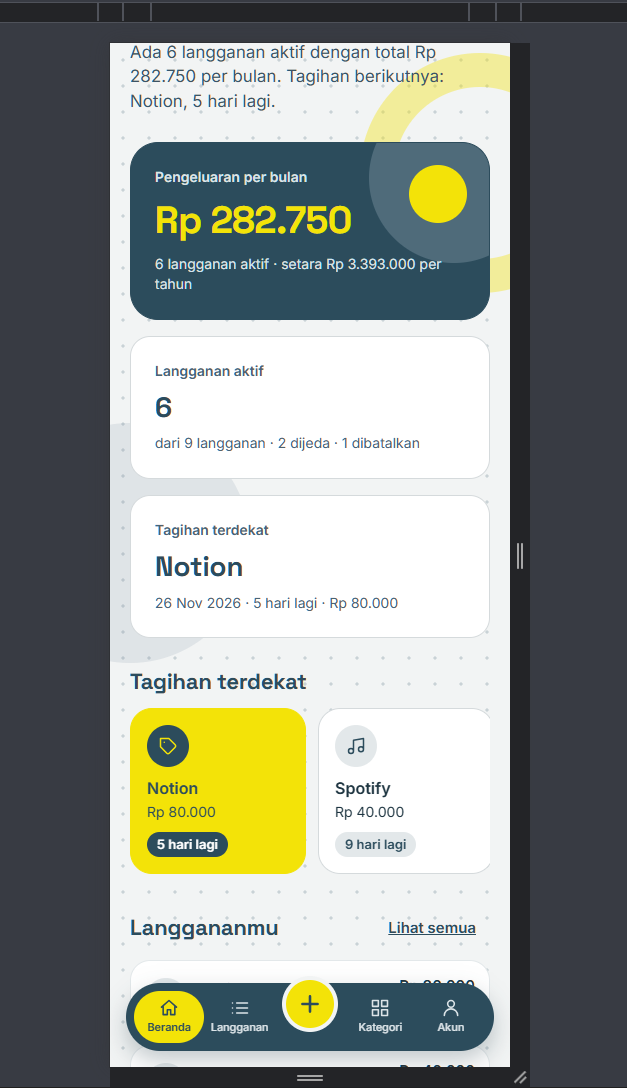 Ada 6 langganan aktif dengan total Rp
282.750 per bulan. Tagihan berikutnya:
Notion, 5 hari lagi.
Pengeluaran per bulan
Rp 282.750
6 langganan aktif · setara Rp 3.393.000 per
tahun
Langganan aktif
6
dari 9 langganan · 2 dijeda · 1 dibatalkan
Tagihan terdekat
Notion
26 Nov 2026 · 5 hari lagi · Rp 80.000
Tagihan terdekat
Notion
Rp 80.000
5 hari lagi
Spotify
Rp 40.000
9 hari lagi
Langgananmu
Lihat semua
Beranda
Langganan
Kategori
Akun